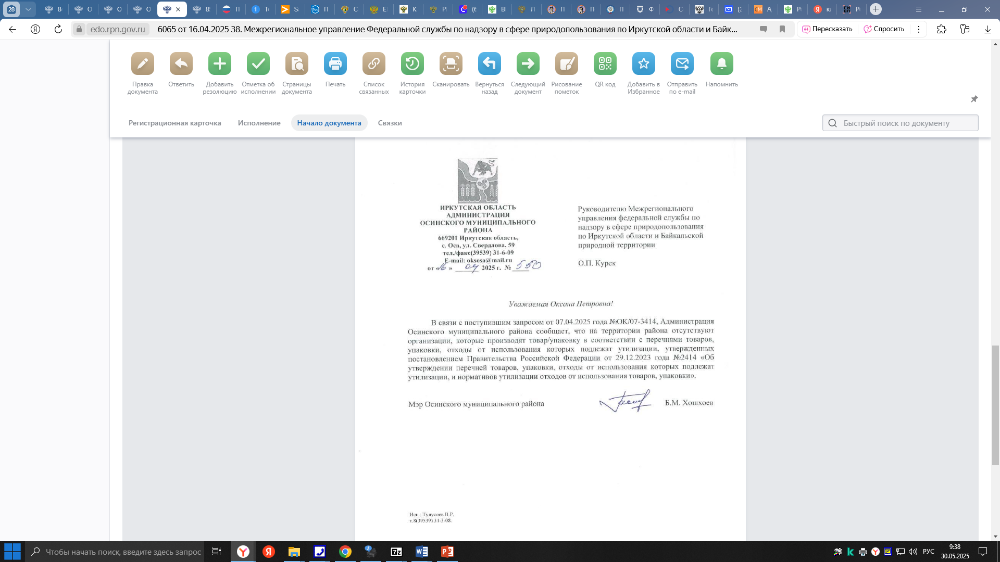 28
edo.rpn.gov.ru
6065 от 16.04.2025 38. Межрегиональное управление Федеральной службы по надзору в сфере природопользования по Иркутской области и Байк...
Пересказать
Спросить
Правка документа
Ответить
Добавить резолюцию
Отметка об исполнении
Страницы документа
Печать
Список связанных
История карточки
Сканировать
Вернуться назад
Следующий документ
Рисование пометок
QR код
Добавить в Избранное
Отправить по e-mail
Напомнить
Регистрационная карточка
Исполнение
Начало документа
Связки
Быстрый поиск по документу
ИРКУТСКАЯ ОБЛАСТЬ
АДМИНИСТРАЦИЯ
ОСИНСКОГО МУНИЦИПАЛЬНОГО
РАЙОНА
669201 Иркутская область,
с. Оса, ул. Свердлова, 59
тел./факс(39539) 31-6-09
E-mail: oksosa@mail.ru
от «16» 04 2025 г. № 550
Руководителю Межрегионального
управления федеральной службы по
надзору в сфере природопользования
по Иркутской области и Байкальской
природной территории
О.П. Курек
Уважаемая Оксана Петровна!
В связи с поступившим запросом от 07.04.2025 года №ОК/07-3414, Администрация
Осинского муниципального района сообщает, что на территории района отсутствуют
организации, которые производят товар/упаковку в соответствии с перечнями товаров,
упаковки, отходы от использования которых подлежат утилизации, утвержденных
постановлением Правительства Российской Федерации от 29.12.2023 года №2414 «Об
утверждении перечней товаров, упаковки, отходы от использования которых подлежат
утилизации, и нормативов утилизации отходов от использования товаров, упаковки».
Мэр Осинского муниципального района
Б.М. Хошхоев
Исп.: Тулусоев В.Р.
т.8(39539) 31-3-08.
Чтобы начать поиск, введите здесь запрос
РУС
9:38
30.05.2025